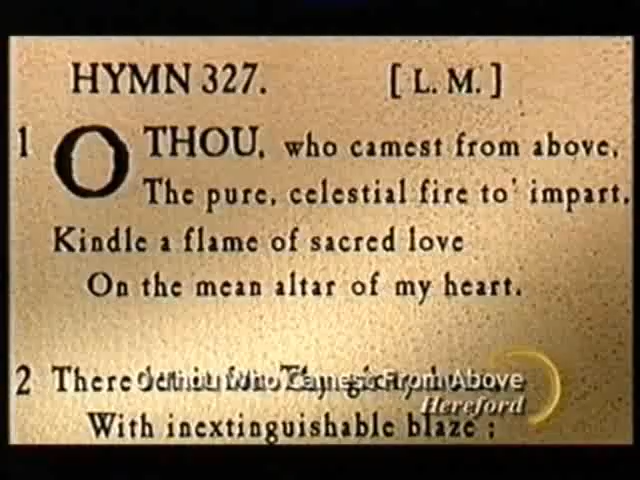 HYMN 327. [ L. M. ]
1 O THOU, who camest from above,
The pure, celestial fire to' impart,
Kindle a flame of sacred love
On the mean altar of my heart.
2 There
O Thou Who Camest From Above
Hereford
With inextinguishable blaze ;